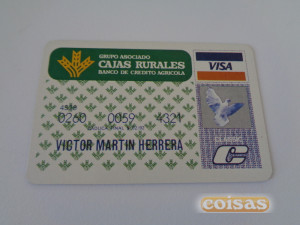 GRUPO ASOCIADO
CAJAS RURALES
BANCO DE CREDITO AGRICOLA
VISA
0260 0059 4321
VICTOR MARTIN HERRERA
C
coisas